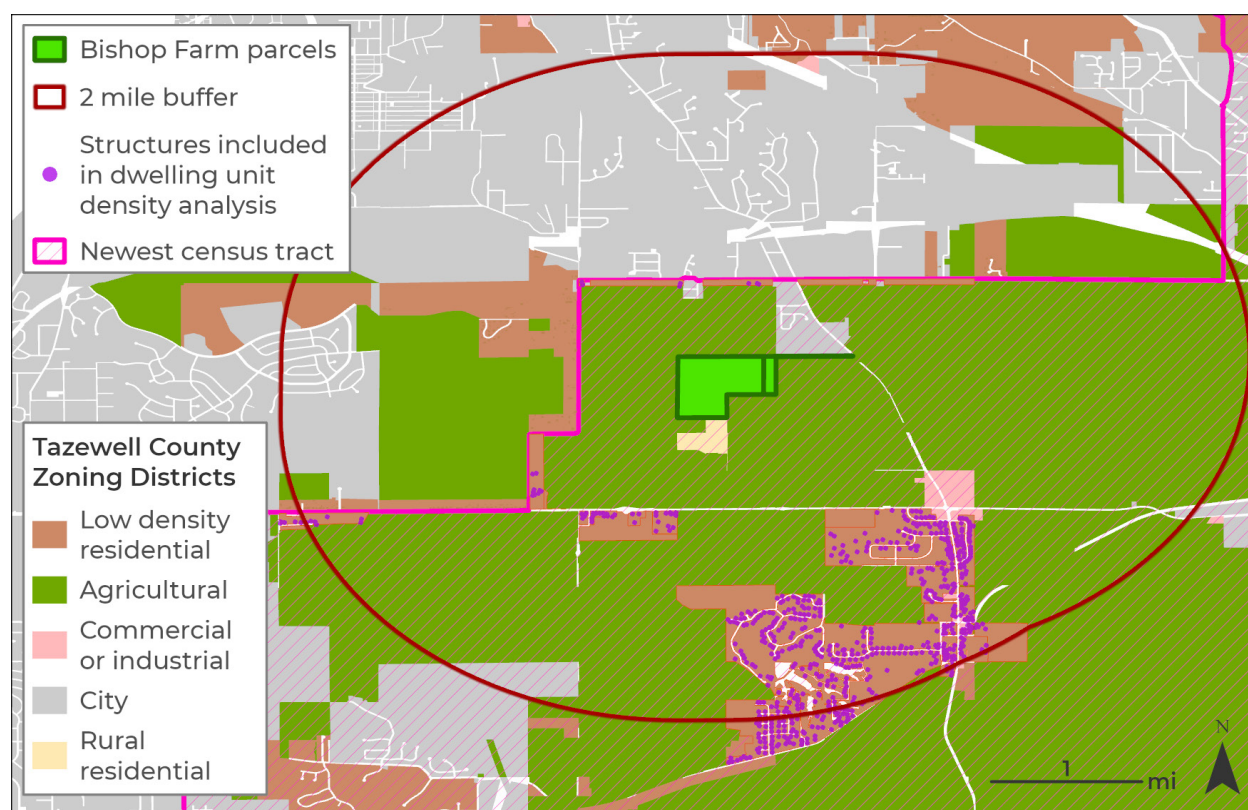 Bishop Farm parcels
2 mile buffer
Structures included
in dwelling unit
density analysis
Newest census tract
Tazewell County
Zoning Districts
Low density
residential
Agricultural
Commercial
or industrial
City
Rural
residential
1
mi
N